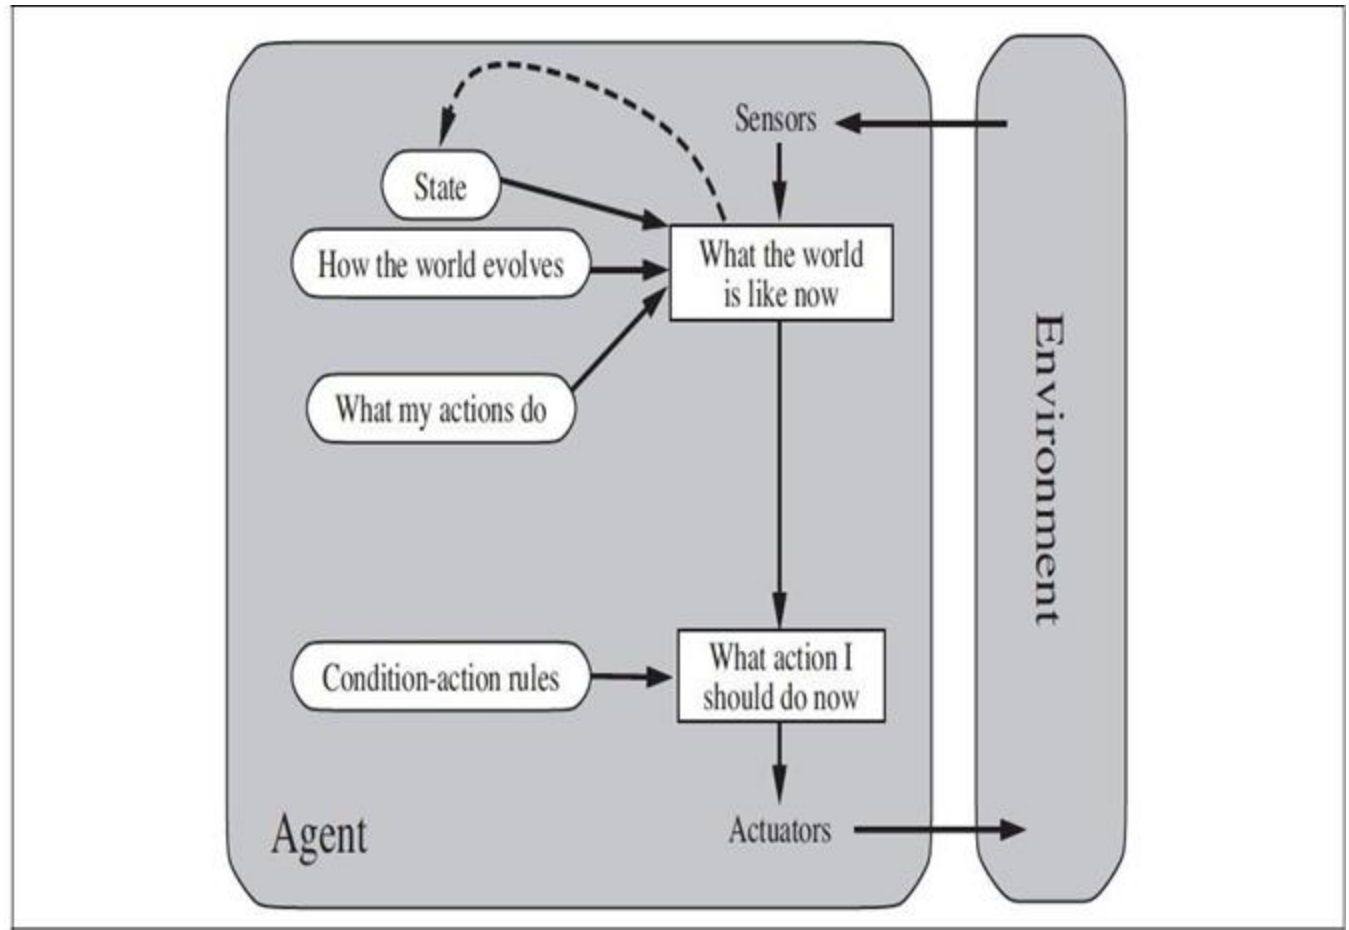 Sensors
State
What the world
is like now
How the world evolves
What my actions do
Environment
Condition-action rules
What action I
should do now
Agent
Actuators